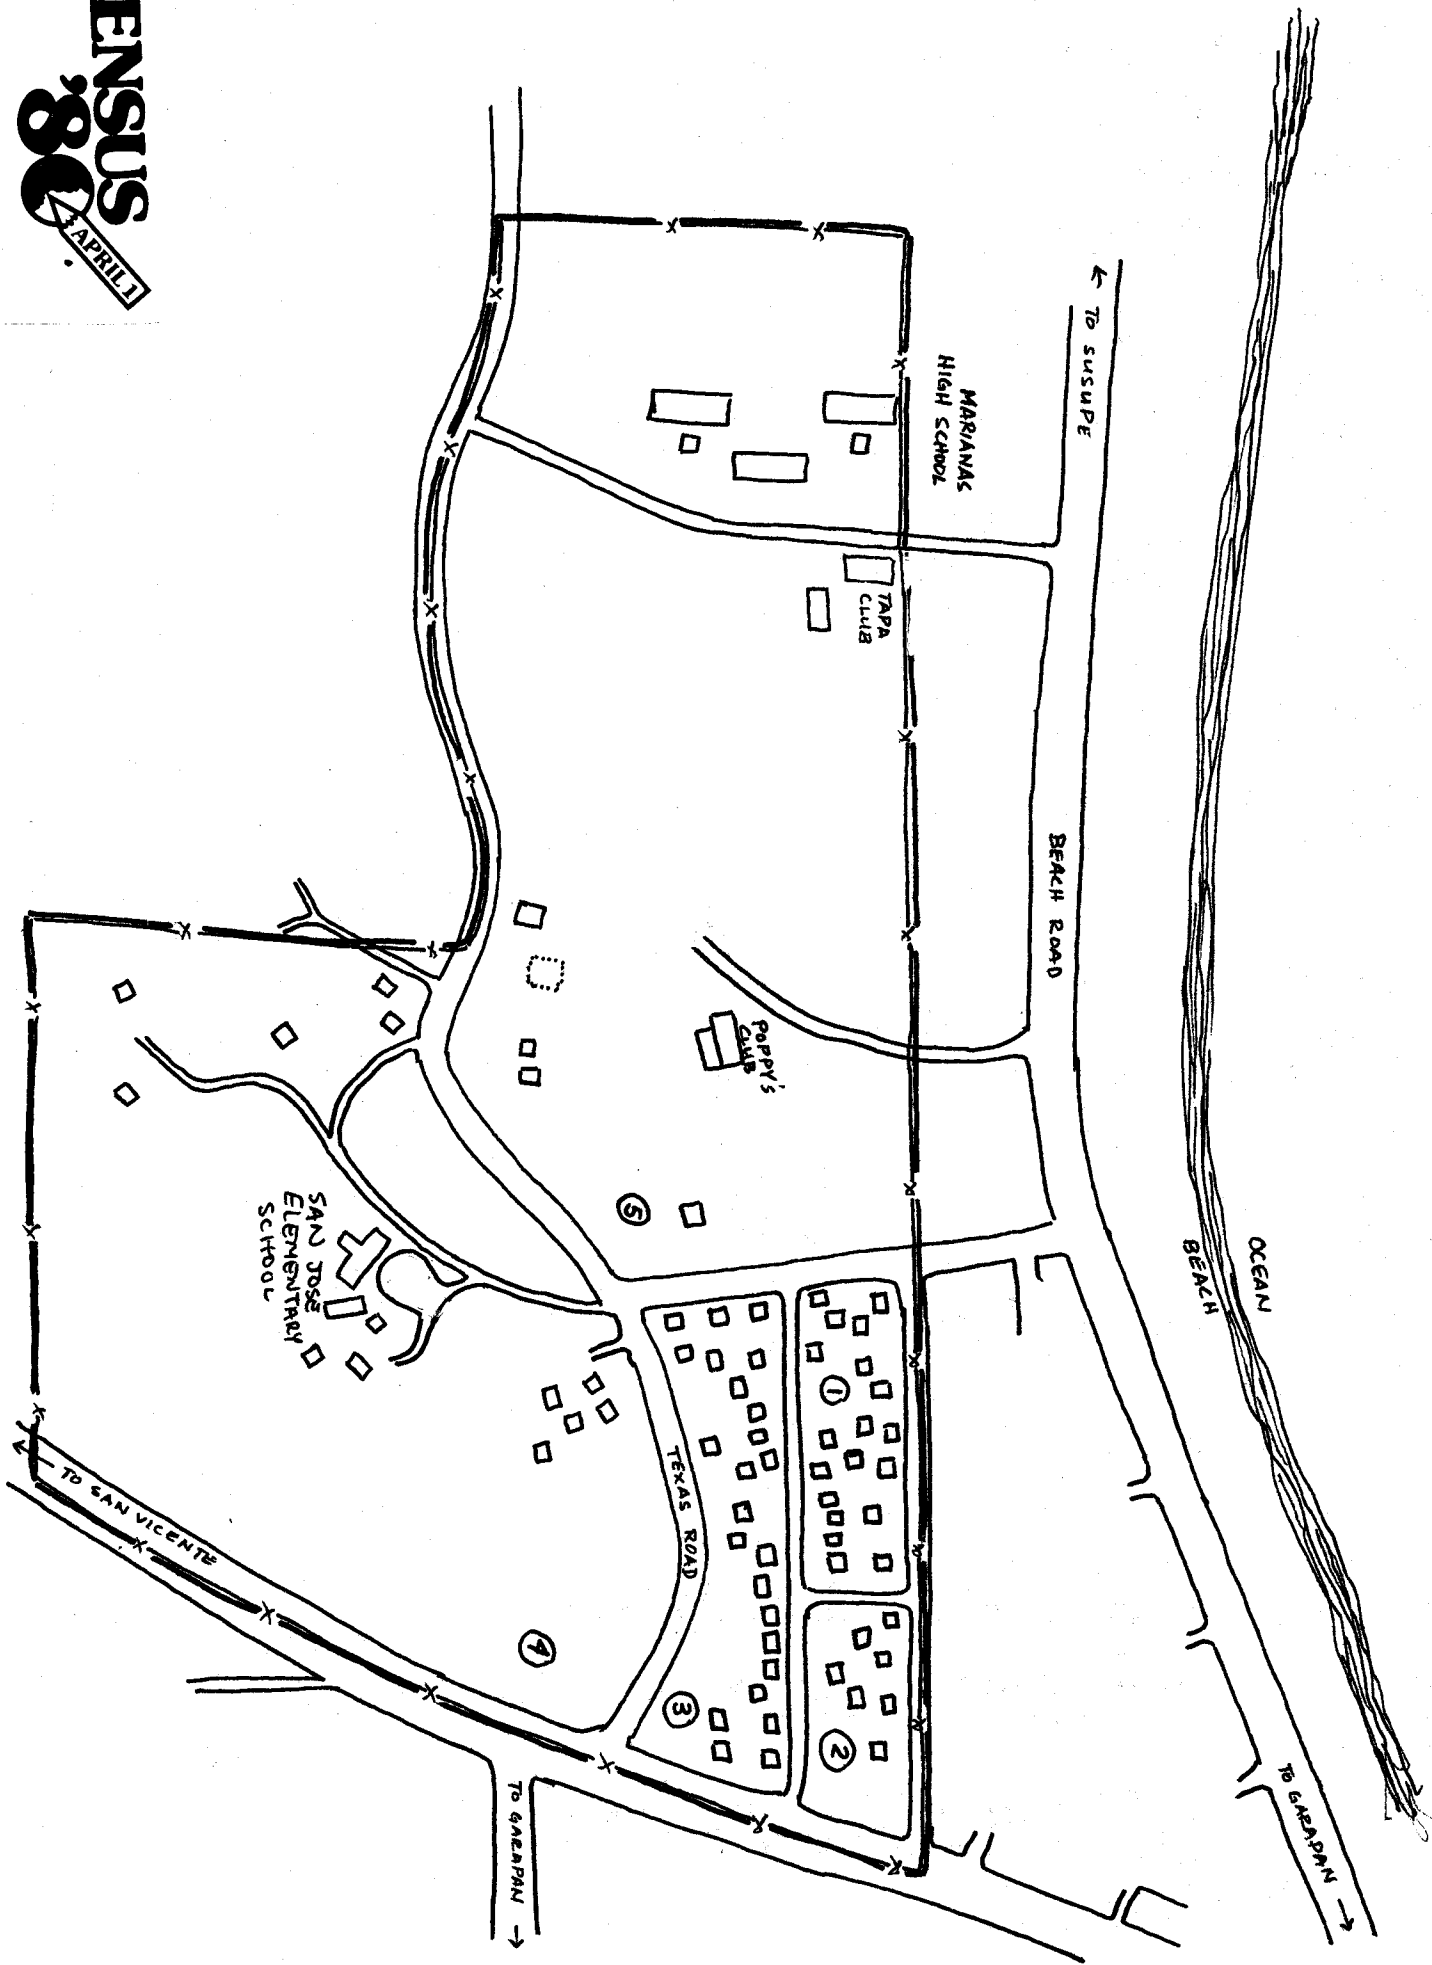 ENSUS
'80
APRIL 1
OCEAN
BEACH
← TO SUSUPE
BEACH ROAD
TO GARAPAN →
MARIANAS
HIGH SCHOOL
TAPA
CLUB
POPPY'S
CLUB
5
1
2
3
4
TEXAS ROAD
SAN JOSE
ELEMENTARY
SCHOOL
← TO SAN VICENTE
TO GARAPAN →